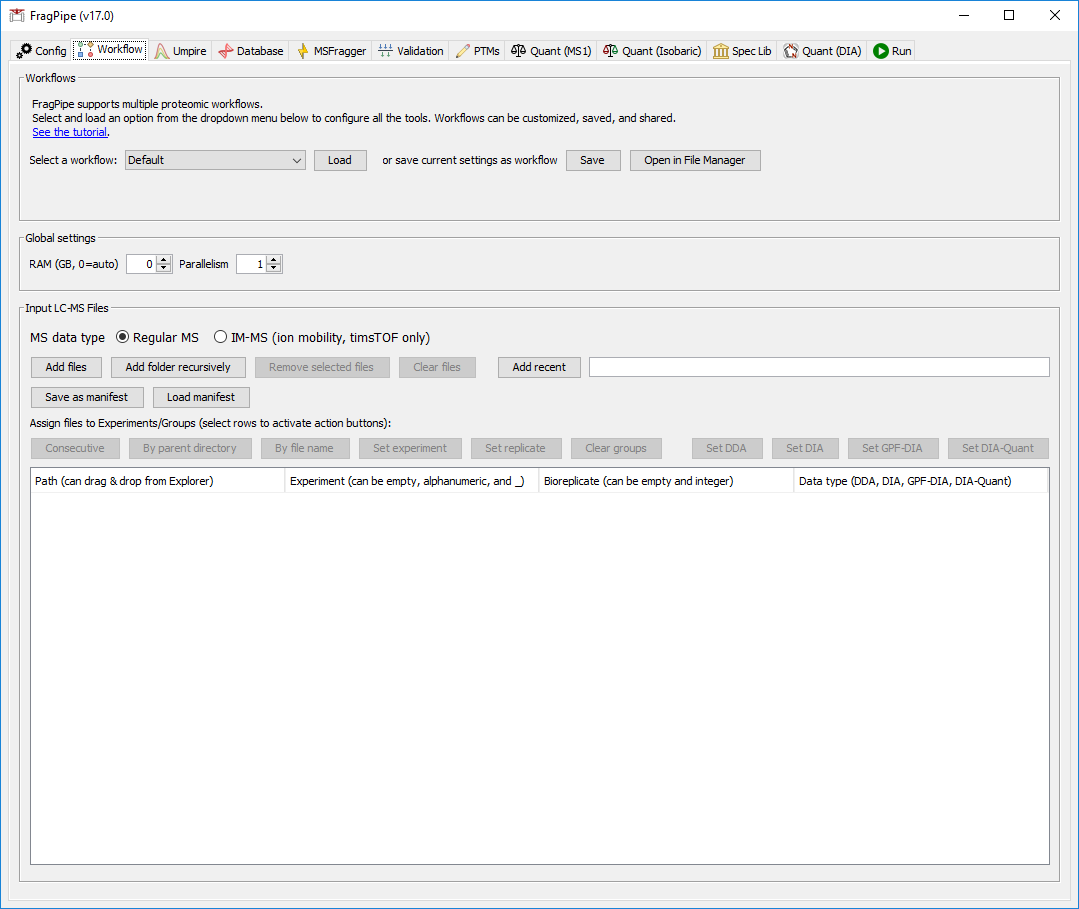 FragPipe (v17.0)
Config Workflow Umpire Database MSFragger Validation PTMs Quant (MS1) Quant (Isobaric) Spec Lib Quant (DIA) Run
Workflows
FragPipe supports multiple proteomic workflows.
Select and load an option from the dropdown menu below to configure all the tools. Workflows can be customized, saved, and shared.
See the tutorial.
Select a workflow: Default Load or save current settings as workflow Save Open in File Manager
Global settings
RAM (GB, 0=auto) 0 Parallelism 1
Input LC-MS Files
MS data type Regular MS IM-MS (ion mobility, timsTOF only)
Add files Add folder recursively Remove selected files Clear files Add recent
Save as manifest Load manifest
Assign files to Experiments/Groups (select rows to activate action buttons):
Consecutive By parent directory By file name Set experiment Set replicate Clear groups Set DDA Set DIA Set GPF-DIA Set DIA-Quant
Path (can drag & drop from Explorer) Experiment (can be empty, alphanumeric, and _) Bioreplicate (can be empty and integer) Data type (DDA, DIA, GPF-DIA, DIA-Quant)